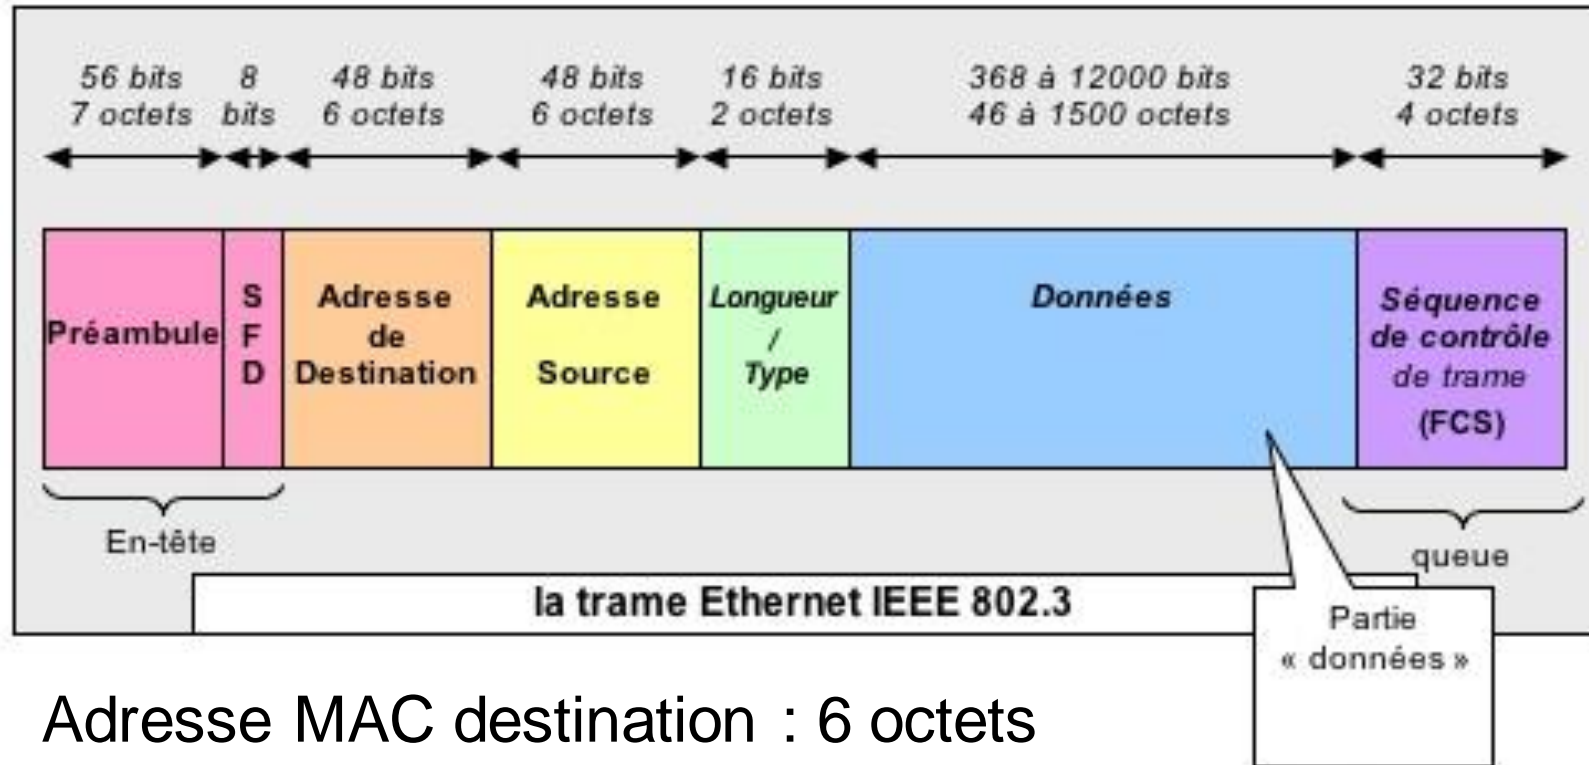 56 bits
7 octets
8
bits
48 bits
6 octets
48 bits
6 octets
16 bits
2 octets
368 à 12000 bits
46 à 1500 octets
32 bits
4 octets
Préambule
S
F
D
Adresse
de
Destination
Adresse
Source
Longueur
/
Type
Données
Séquence
de contrôle
de trame
(FCS)
En-tête
queue
la trame Ethernet IEEE 802.3
Partie
« données »
Adresse MAC destination : 6 octets